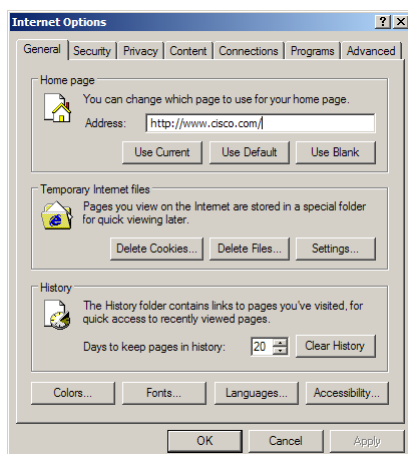 Internet Options
General Security Privacy Content Connections Programs Advanced
Home page
You can change which page to use for your home page.
Address: http://www.cisco.com/
Use Current Use Default Use Blank
Temporary Internet files
Pages you view on the Internet are stored in a special folder
for quick viewing later.
Delete Cookies... Delete Files... Settings...
History
The History folder contains links to pages you've visited, for
quick access to recently viewed pages.
Days to keep pages in history: 20 Clear History
Colors... Fonts... Languages... Accessibility...
OK Cancel Apply